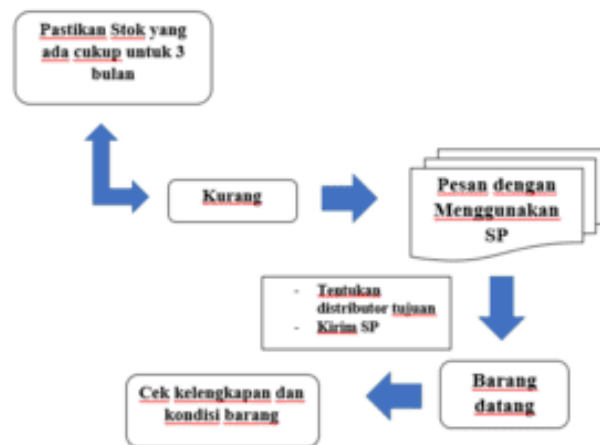 Pastikan Stok yang
ada cukup untuk 3
bulan
Kurang
Pesan dengan
Menggunakan
SP
- Tentukan
distributor tujuan
- Kirim SP
Barang
datang
Cek kelengkapan dan
kondisi barang